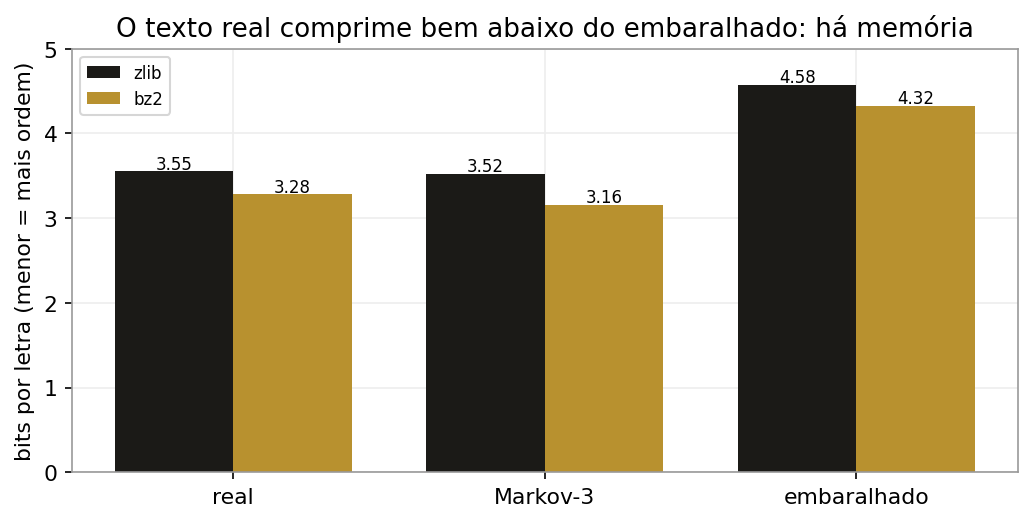 O texto real comprime bem abaixo do embaralhado: há memória
bits por letra (menor = mais ordem)
5
4
3
2
1
0
zlib
bz2
3.55
3.28
3.52
3.16
4.58
4.32
real
Markov-3
embaralhado